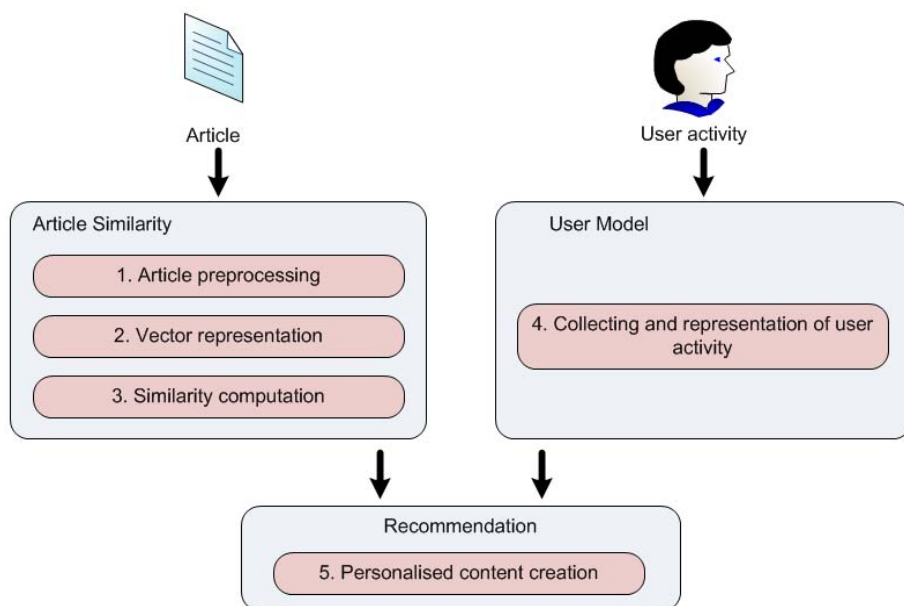 Article
User activity
Article Similarity
1. Article preprocessing
2. Vector representation
3. Similarity computation
User Model
4. Collecting and representation of user
activity
Recommendation
5. Personalised content creation